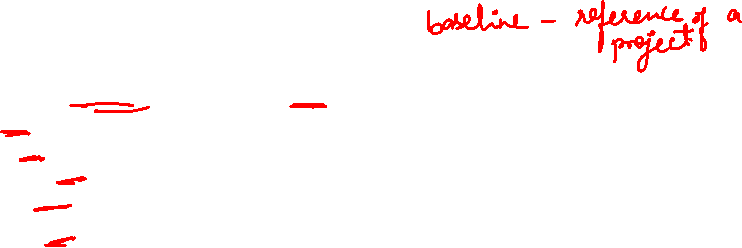 baseline – reference of a
project